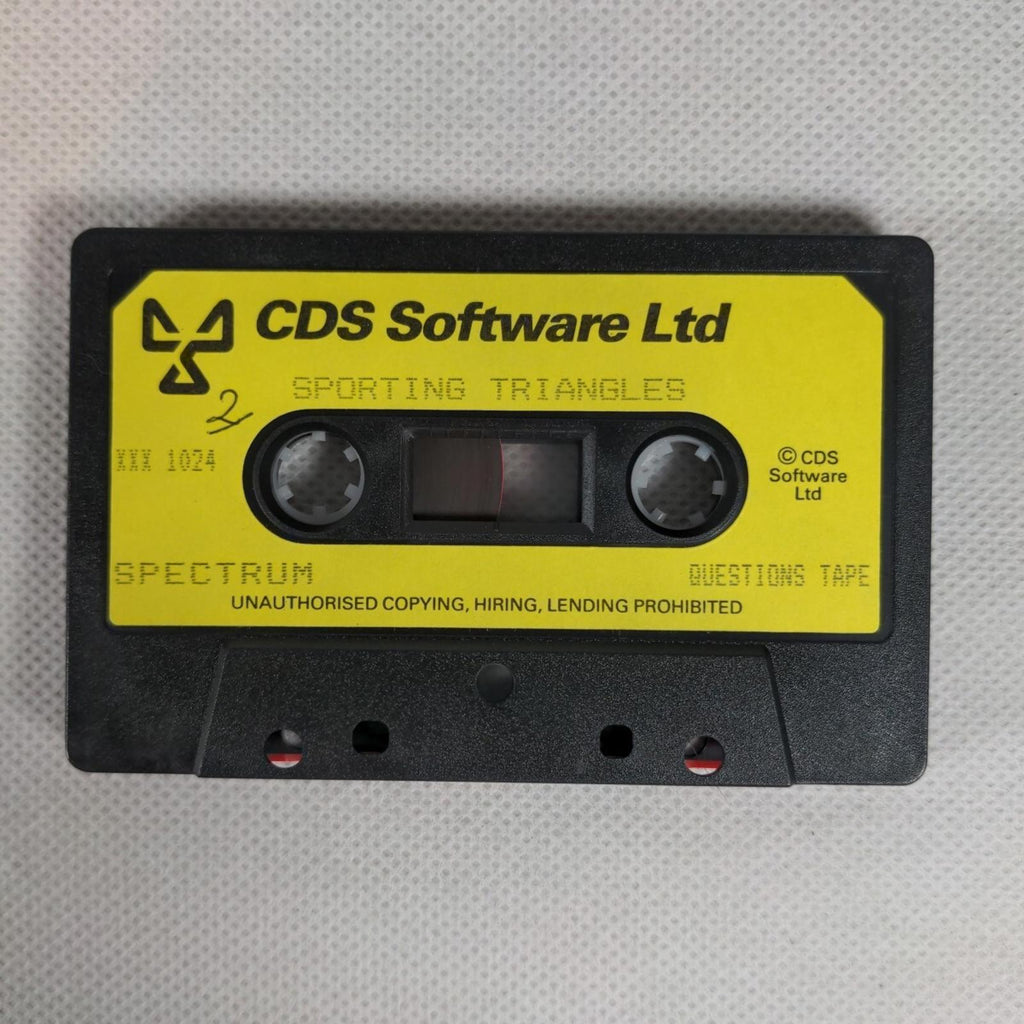 CDS Software Ltd
SPORTING TRIANGLES
2
XXX 1024
© CDS
Software
Ltd
SPECTRUM
QUESTIONS TAPE
UNAUTHORISED COPYING, HIRING, LENDING PROHIBITED